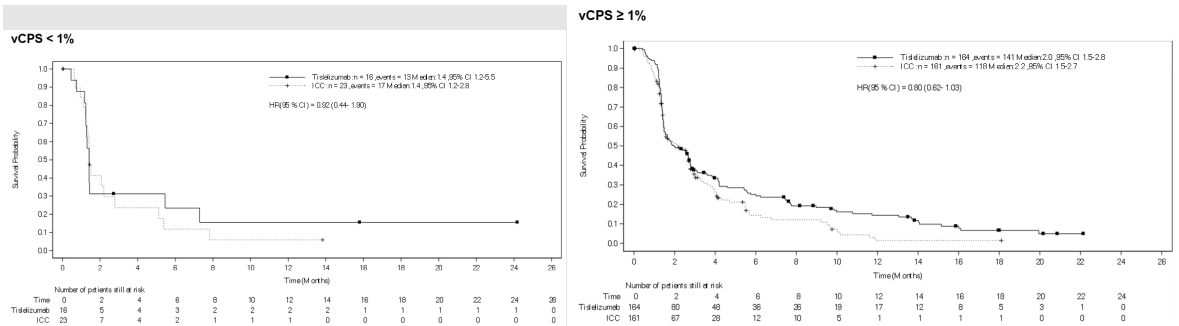 vCPS < 1%
1.0
0.9
0.8
0.7
0.6
0.5
0.4
0.3
0.2
0.1
0.0
Survival Probability
Tislelizumab :n = 16 ,events = 13 Median:1.4 ,95% CI 1.2-5.5
ICC :n = 23 ,events = 17 Median:1.4 ,95% CI 1.2-2.8
HR(95 % CI) = 0.92 (0.44- 1.90)
0 2 4 6 8 10 12 14 16 18 20 22 24 26
Time(Months)
Number of patients still at risk
Time 0 2 4 6 8 10 12 14 16 18 20 22 24 26
Tislelizumab 16 5 4 3 2 2 2 2 1 1 1 1 1 0
ICC 23 7 4 2 1 1 1 0
vCPS ≥ 1%
1.0
0.9
0.8
0.7
0.6
0.5
0.4
0.3
0.2
0.1
0.0
Survival Probability
Tislelizumab :n = 164 ,events = 141 Median:2.0 ,95% CI 1.5-2.8
ICC :n = 161 ,events = 118 Median:2.2 ,95% CI 1.5-2.7
HR(95 % CI) = 0.80 (0.62- 1.03)
0 2 4 6 8 10 12 14 16 18 20 22 24 26
Time(Months)
Number of patients still at risk
Time 0 2 4 6 8 10 12 14 16 18 20 22 24
Tislelizumab 164 80 48 36 26 19 17 12 8 5 3 1 0
ICC 161 67 28 12 10 5 1 1 1 1 0